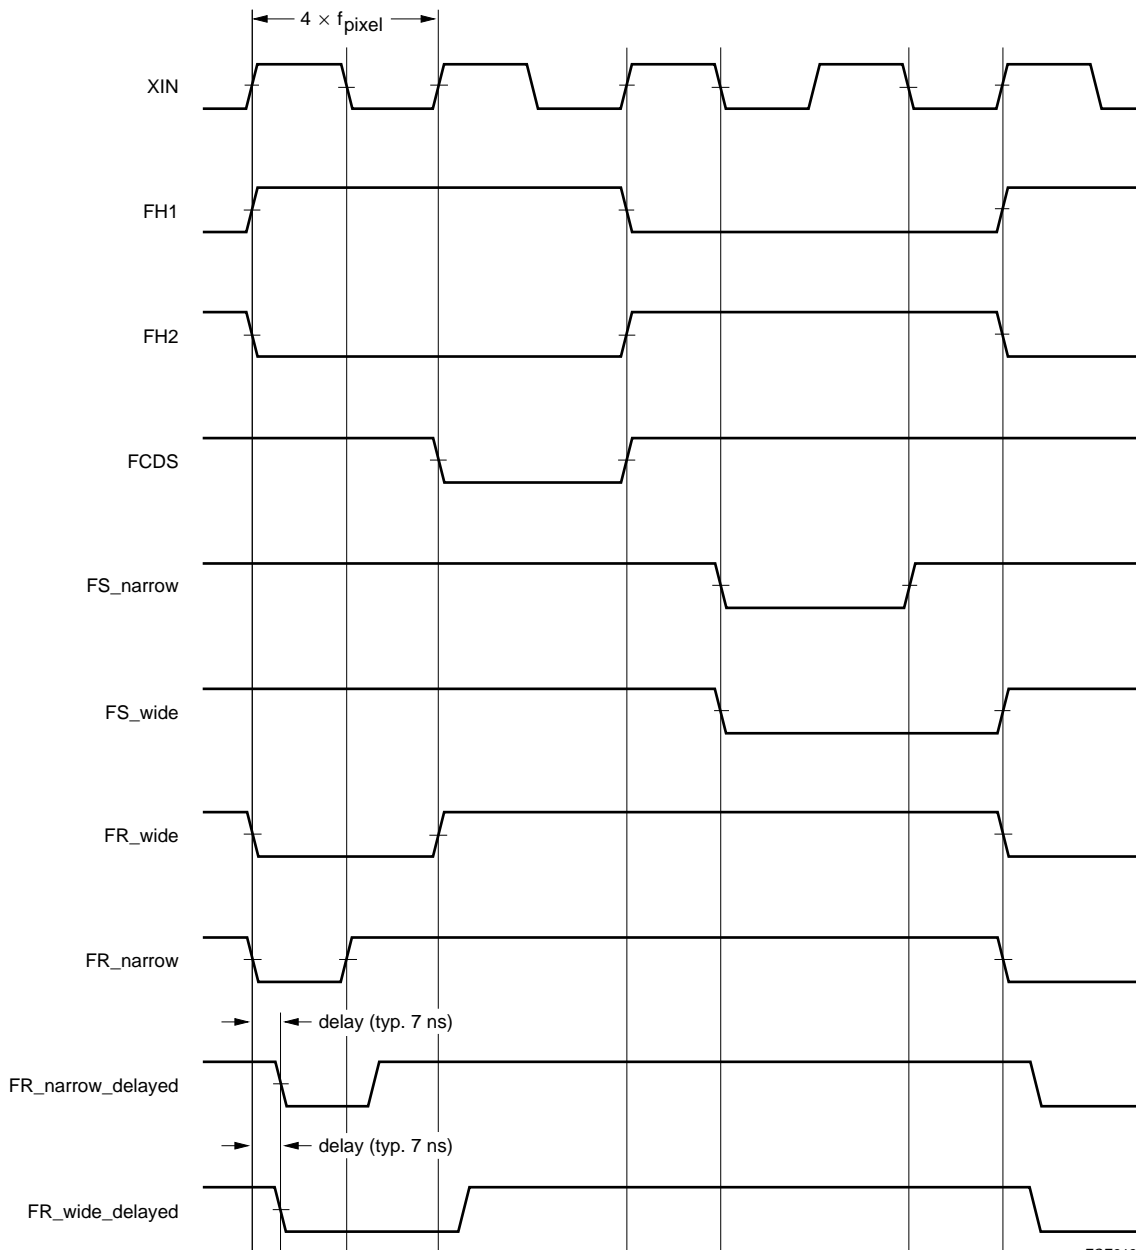 4 × fpixel
XIN
FH1
FH2
FCDS
FS_narrow
FS_wide
FR_wide
FR_narrow
delay (typ. 7 ns)
FR_narrow_delayed
delay (typ. 7 ns)
FR_wide_delayed